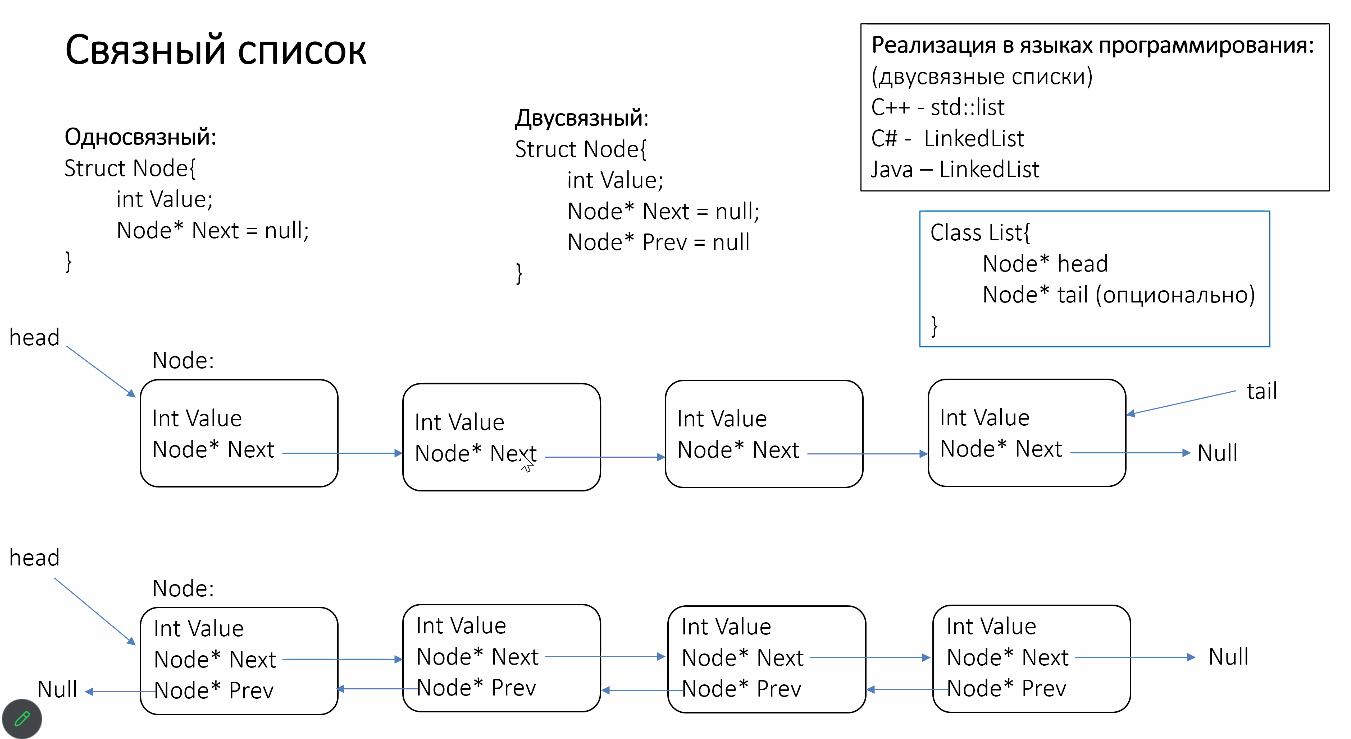 Связный список
Односвязный:
Struct Node{
int Value;
Node* Next = null;
}
Двусвязный:
Struct Node{
int Value;
Node* Next = null;
Node* Prev = null
}
Реализация в языках программирования:
(двусвязные списки)
C++ - std::list
C# -  LinkedList
Java – LinkedList
Class List{
Node* head
Node* tail (опционально)
}
head
Node:
Int Value
Node* Next
Int Value
Node* Next
Int Value
Node* Next
Int Value
Node* Next
tail
Null
head
Node:
Int Value
Node* Next
Node* Prev
Int Value
Node* Next
Node* Prev
Int Value
Node* Next
Node* Prev
Int Value
Node* Next
Node* Prev
Null
Null